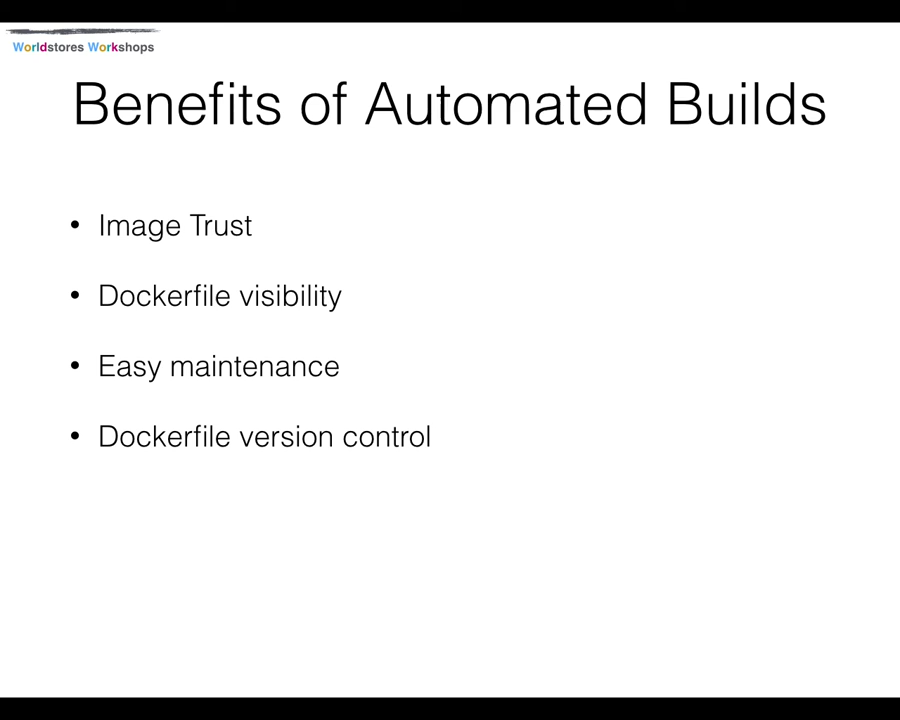 Worldstores Workshops
Benefits of Automated Builds
• Image Trust
• Dockerfile visibility
• Easy maintenance
• Dockerfile version control